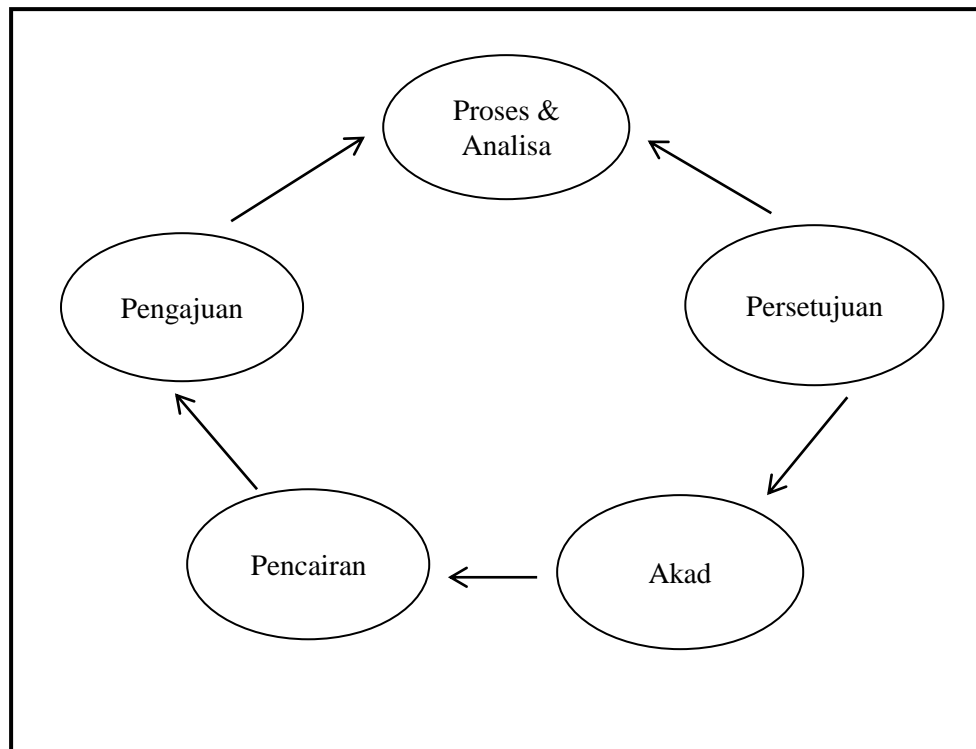 Proses &
Analisa
Pengajuan
Persetujuan
Pencairan
Akad